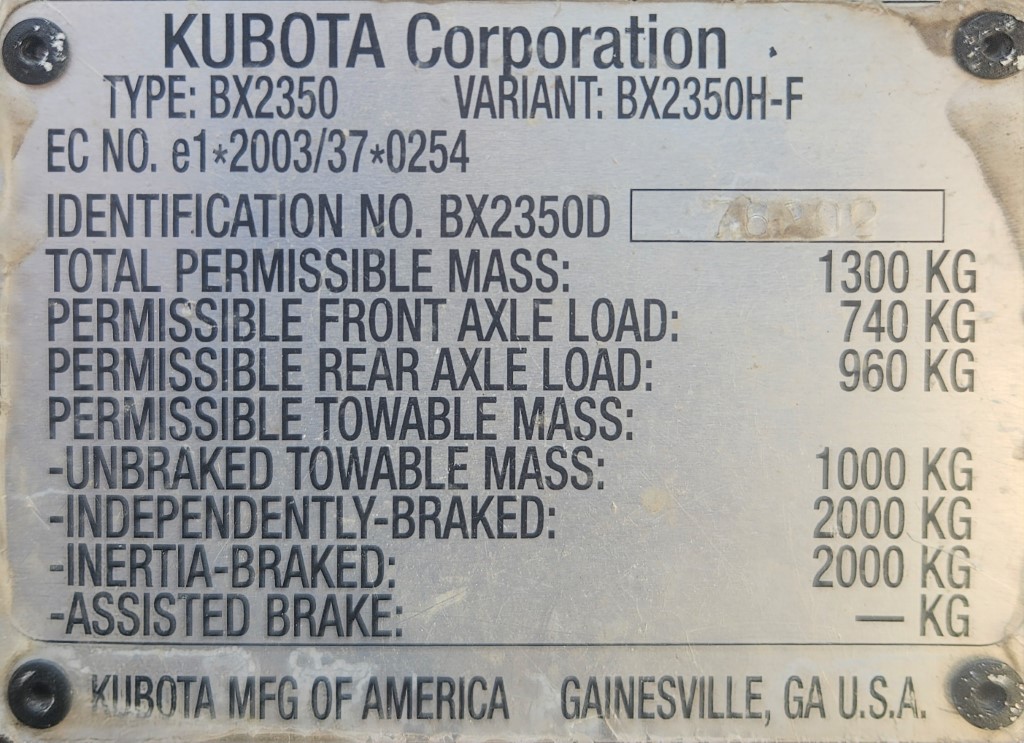 KUBOTA Corporation
TYPE: BX2350 VARIANT: BX2350H-F
EC NO. e1*2003/37*0254
IDENTIFICATION NO. BX2350D
TOTAL PERMISSIBLE MASS: 1300 KG
PERMISSIBLE FRONT AXLE LOAD: 740 KG
PERMISSIBLE REAR AXLE LOAD: 960 KG
PERMISSIBLE TOWABLE MASS:
-UNBRAKED TOWABLE MASS: 1000 KG
-INDEPENDENTLY-BRAKED: 2000 KG
-INERTIA-BRAKED: 2000 KG
-ASSISTED BRAKE: — KG
KUBOTA MFG OF AMERICA GAINESVILLE, GA U.S.A.